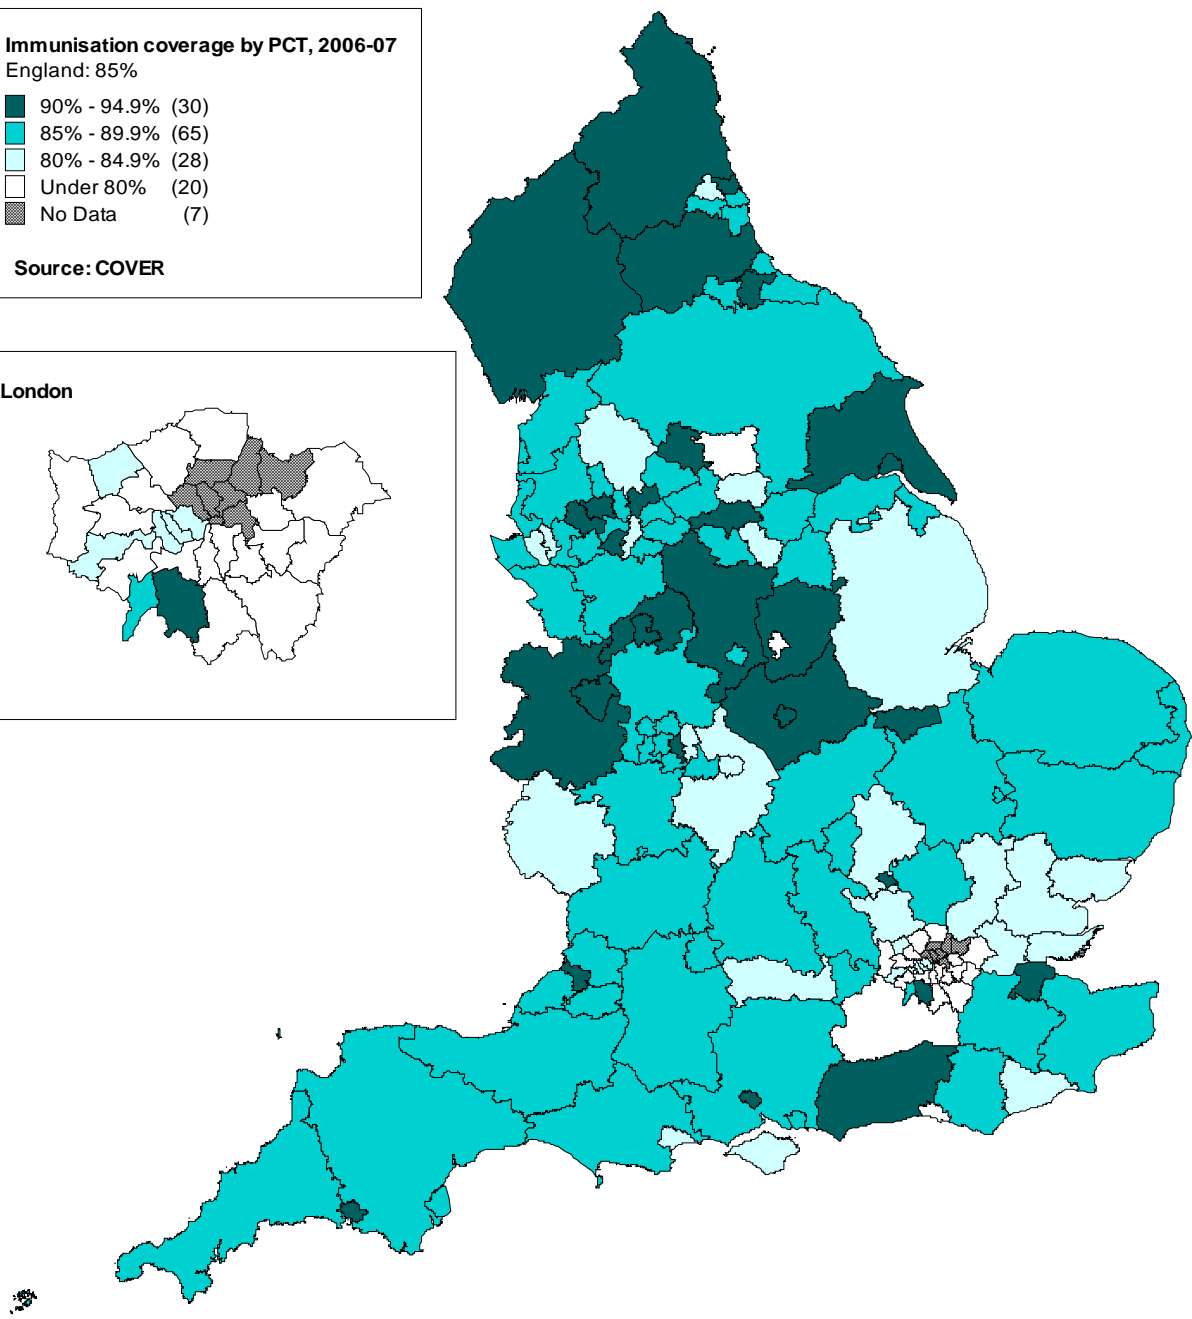 Immunisation coverage by PCT, 2006-07
England: 85%
90% - 94.9% (30)
85% - 89.9% (65)
80% - 84.9% (28)
Under 80% (20)
No Data (7)
Source: COVER
London